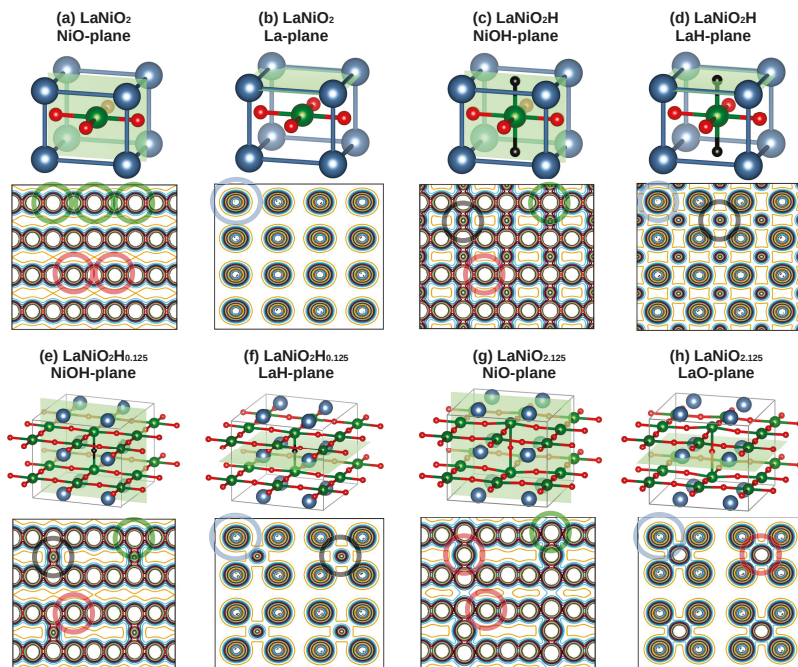 (a) LaNiO₂
NiO-plane
(b) LaNiO₂
La-plane
(c) LaNiO₂H
NiOH-plane
(d) LaNiO₂H
LaH-plane
(e) LaNiO₂H₀.₁₂₅
NiOH-plane
(f) LaNiO₂H₀.₁₂₅
LaH-plane
(g) LaNiO₂.₁₂₅
NiO-plane
(h) LaNiO₂.₁₂₅
LaO-plane